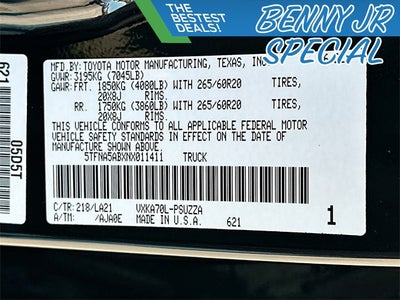 THE
BESTEST
DEALS!
BENNY JR
SPECIAL
MFD.BY: TOYOTA MOTOR MANUFACTURING, TEXAS, INC.
GVWR: 3195KG (7045LB)
GAWR: FRT. 1850KG (4080LB) WITH 265/60R20 TIRES,
20X8J RIMS.
RR. 1750KG (3860LB) WITH 265/60R20 TIRES,
20X8J RIMS.
THIS VEHICLE CONFORMS TO ALL APPLICABLE FEDERAL MOTOR
VEHICLE SAFETY STANDARDS
IN EFFECT ON THE DATE OF MANUFACTURE
5TFNA5ABXNX011411 TRUCK
C/TR: 218/LA21 VXKA70L-PSUZZA
A/TM: /AJA0E MADE IN U.S.A. 621
1
621
05D5T